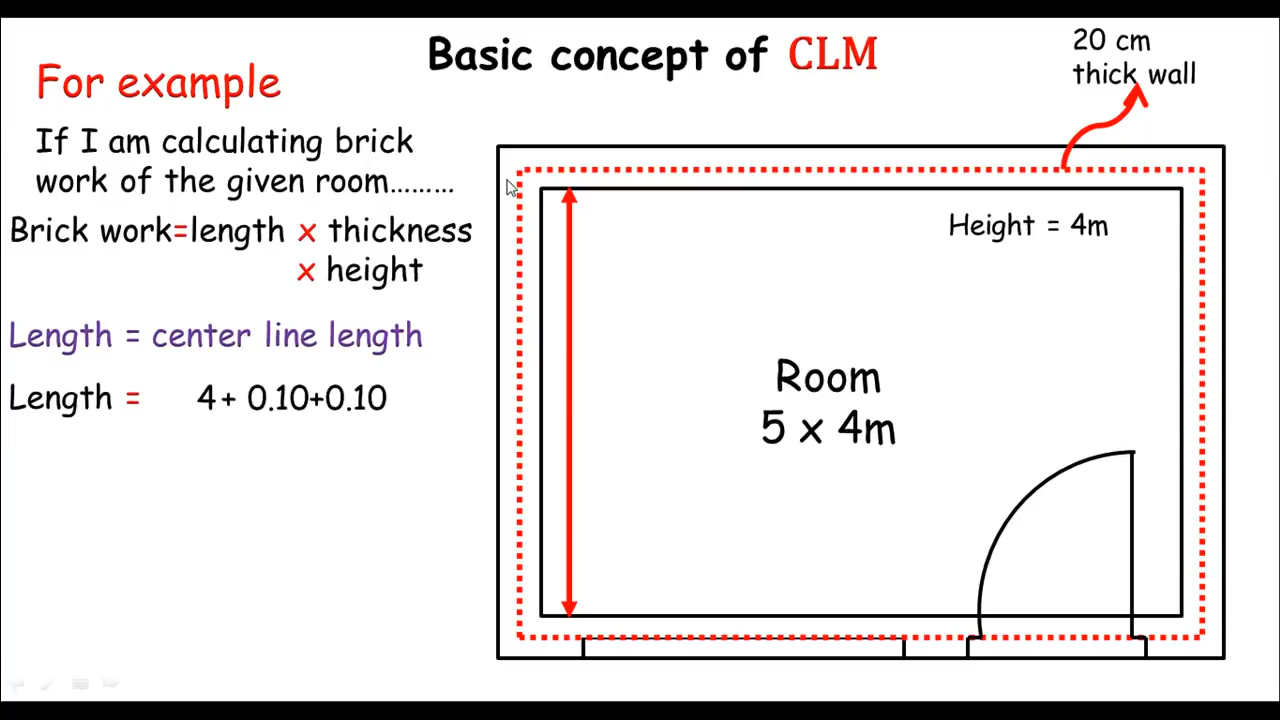 Basic concept of CLM
20 cm
thick wall
For example
If I am calculating brick
work of the given room.........
Brick work=length x thickness
x height
Length = center line length
Length = 4+ 0.10+0.10
Height = 4m
Room
5 x 4m